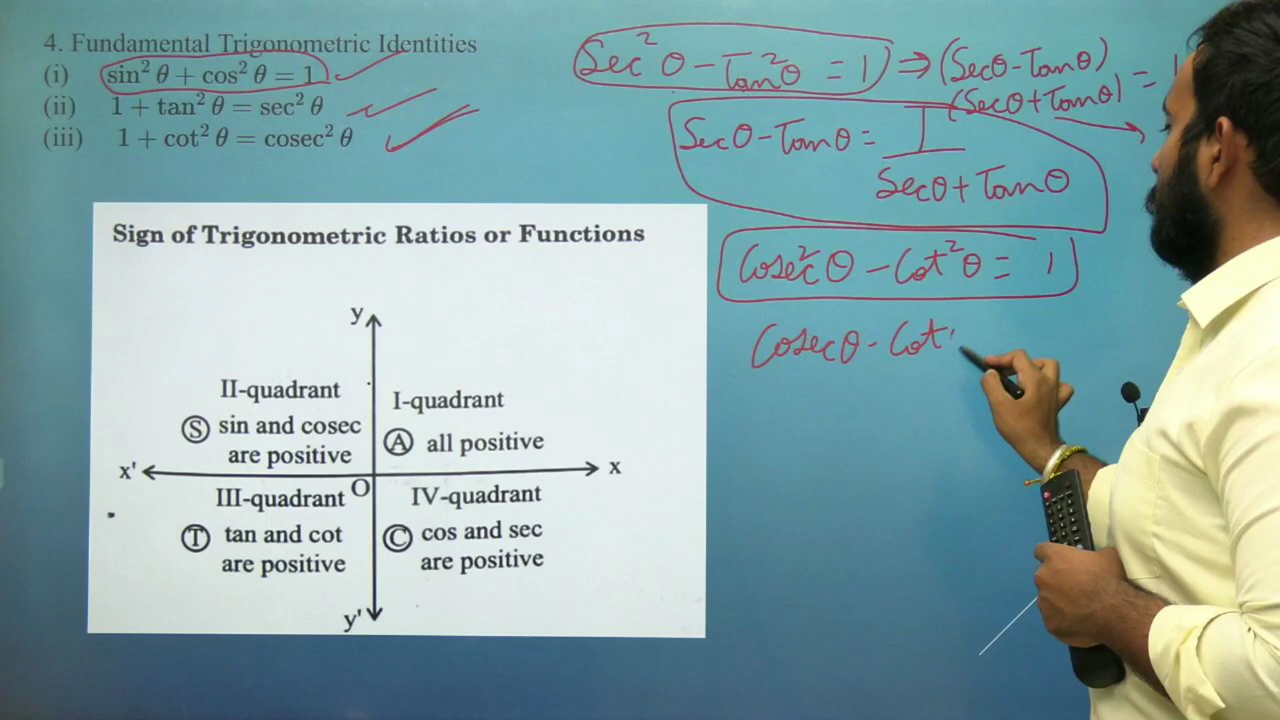 4. Fundamental Trigonometric Identities
(i) sin² θ + cos² θ = 1
(ii) 1 + tan² θ = sec² θ
(iii) 1 + cot² θ = cosec² θ
Sec²θ - Tan²θ = 1 ⇒ (Secθ - Tanθ)
(Secθ + Tanθ) = 1
Secθ - Tanθ = 1
Secθ + Tanθ
Cosec²θ - Cot²θ = 1
Cosecθ - Cot
Sign of Trigonometric Ratios or Functions
y
II-quadrant
Ⓢ sin and cosec
are positive
I-quadrant
Ⓐ all positive
x'
x
O
III-quadrant
Ⓣ tan and cot
are positive
IV-quadrant
Ⓒ cos and sec
are positive
y'